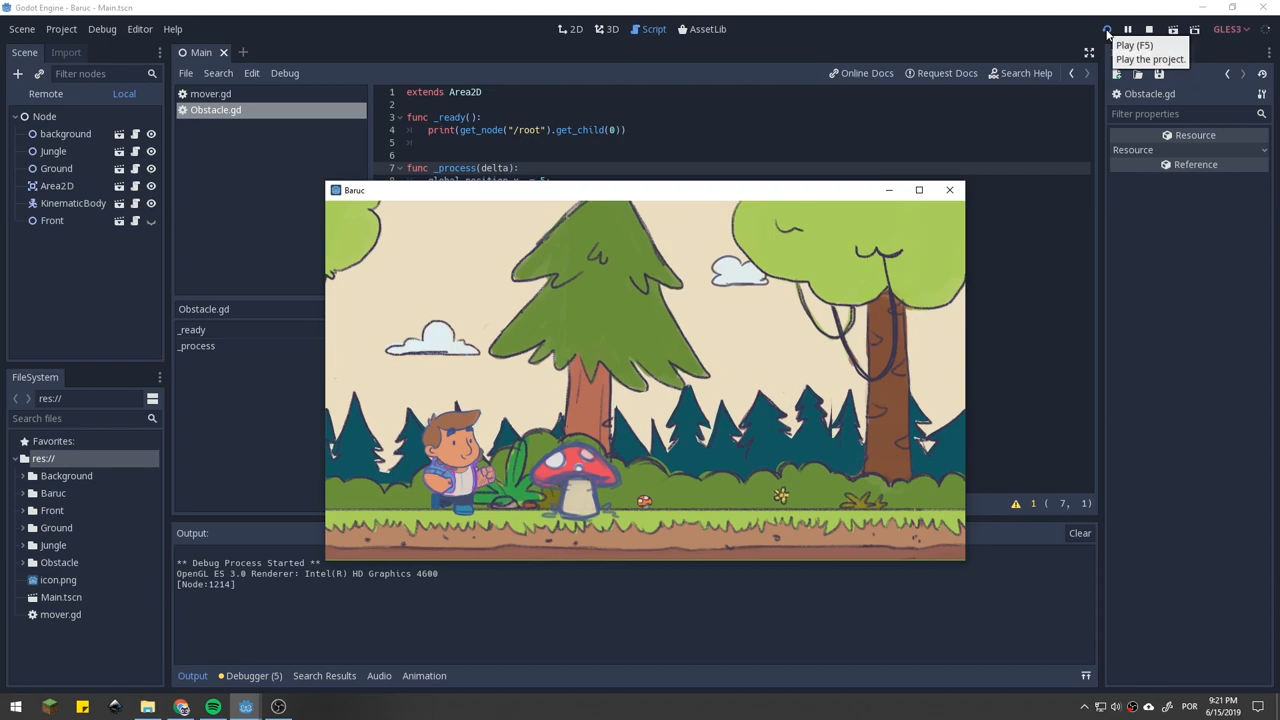 Godot Engine - Baruc - Main.tscn
Scene Project Debug Editor Help
2D 3D Script AssetLib
GLES3
Play (F5)
Play the project.
Scene Import
Filter nodes
Remote Local
Node
background
Jungle
Ground
Area2D
KinematicBody
Front
FileSystem
res://
Search files
Favorites:
res://
Background
Baruc
Front
Ground
Jungle
Obstacle
icon.png
Main.tscn
mover.gd
Main
File Search Edit Debug
Online Docs Request Docs Search Help
mover.gd
Obstacle.gd
Obstacle.gd
_ready
_process
1 extends Area2D
2
3 func _ready():
4 print(get_node("/root").get_child(0))
5
6
7 func _process(delta):
Baruc
1 ( 7, 1)
Output:
Clear
** Debug Process Started **
OpenGL ES 3.0 Renderer: Intel(R) HD Graphics 4600
[Node:1214]
Output Debugger (5) Search Results Audio Animation
Obstacle.gd
Filter properties
Resource
Resource
Reference
POR
9:21 PM
6/15/2019